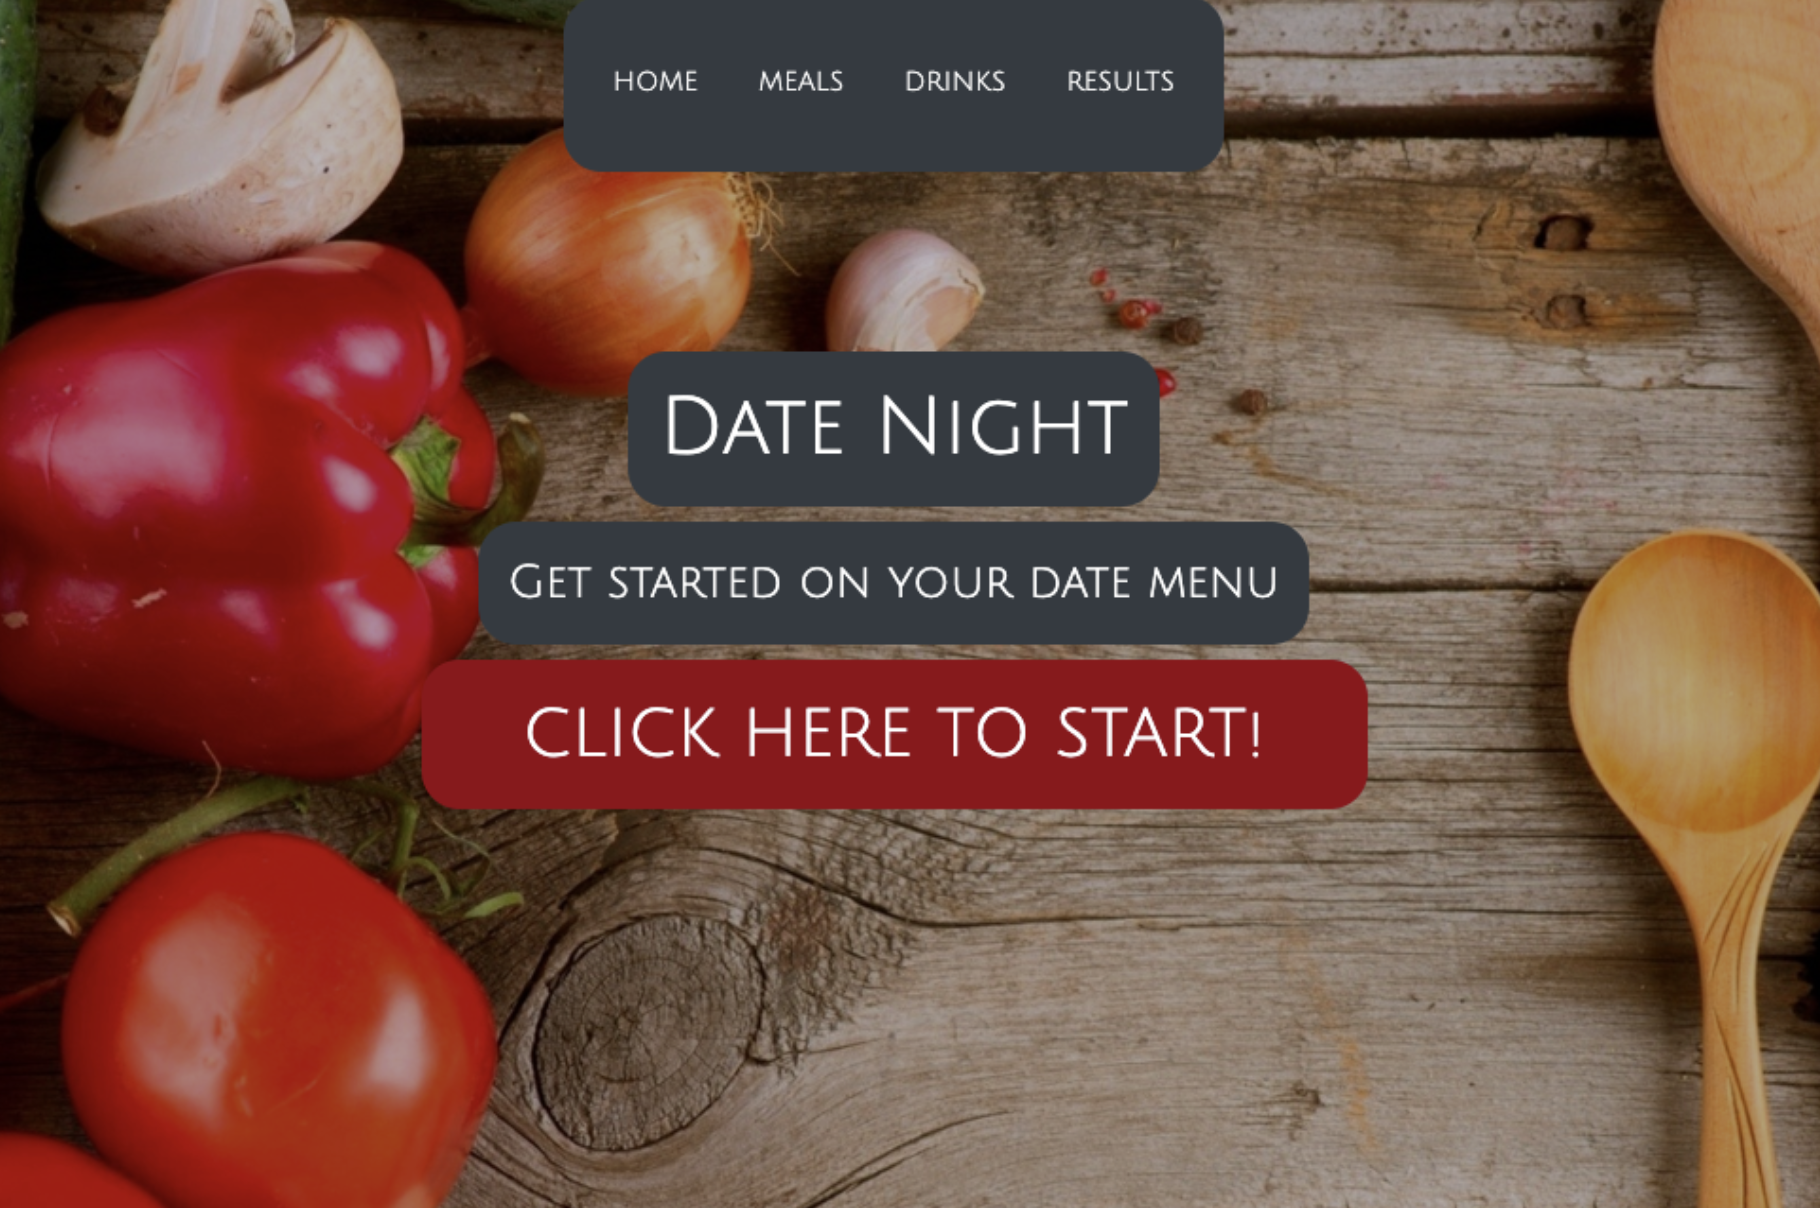 HOME MEALS DRINKS RESULTS
DATE NIGHT
GET STARTED ON YOUR DATE MENU
CLICK HERE TO START!